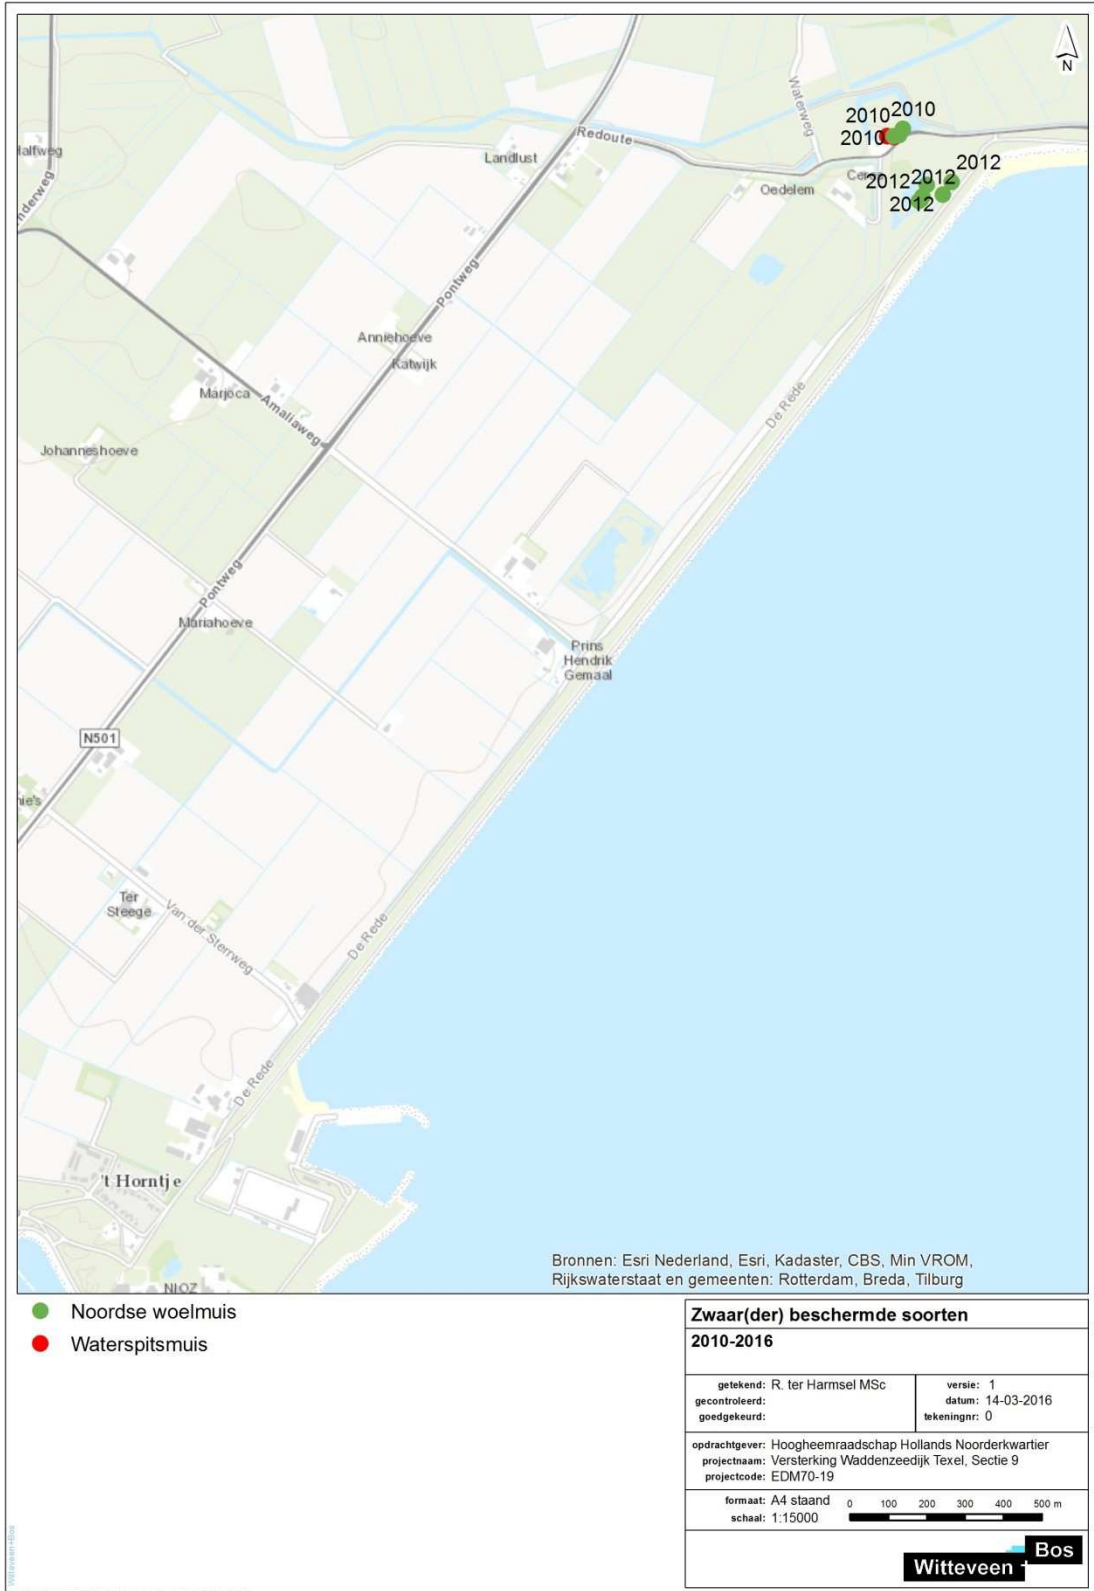 N
Waterweg
2010 2010
2010
Redoute
Landlust
Oedelem
2012 2012 2012
2012
Pontweg
Anniehoeve
Katwijk
Marjoca
Amaliaweg
De Rede
Johanneshoeve
Pontweg
Mariahoeve
Prins
Hendrik
Gemaal
N501
Ter
Steege
Van der Sterrweg
De Rede
De Rede
't Horntje
NIOZ
Bronnen: Esri Nederland, Esri, Kadaster, CBS, Min VROM,
Rijkswaterstaat en gemeenten: Rotterdam, Breda, Tilburg
Noordse woelmuis
Waterspitsmuis
Zwaar(der) beschermde soorten
2010-2016
getekend: R. ter Harmsel MSc
gecontroleerd:
goedgekeurd:
versie: 1
datum: 14-03-2016
tekeningnr: 0
opdrachtgever: Hoogheemraadschap Hollands Noorderkwartier
projectnaam: Versterking Waddenzeedijk Texel, Sectie 9
projectcode: EDM70-19
formaat: A4 staand
schaal: 1:15000
0 100 200 300 400 500 m
Witteveen + Bos
Witteveen+Bos